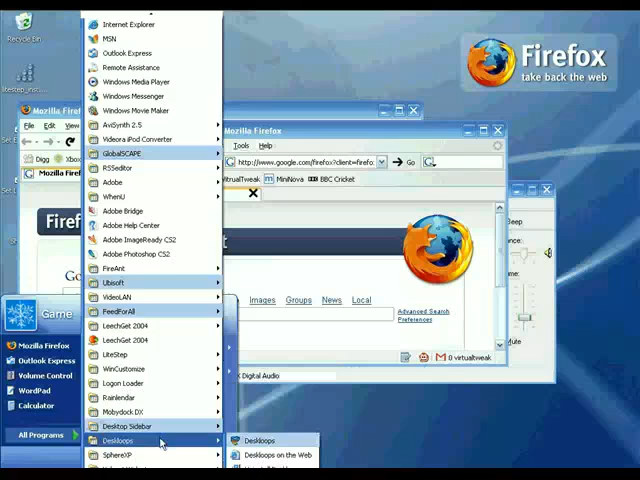 Recycle Bin
Firefox
take back the web
Internet Explorer
MSN
Outlook Express
Remote Assistance
Windows Media Player
Windows Messenger
Windows Movie Maker
AviSynth 2.5
Videora iPod Converter
GlobalSCAPE
RSSeditor
Adobe
WhenU
Adobe Bridge
Adobe Help Center
Adobe ImageReady CS2
Adobe Photoshop CS2
FireAnt
Ubisoft
VideoLAN
FeedForAll
LeechGet 2004
LeechGet 2004
LiteStep
WinCustomize
Logon Loader
Rainlendar
Mobydock DX
Desktop Sidebar
Deskloops
SphereXP
Deskloops
Deskloops on the Web
Mozilla Firefox
File Edit
Digg
Mozilla Firefox
Firef
Mozilla Firefox
Tools Help
http://www.google.com/firefox?client=firefo
Go
VirtualTweak MiniNova BBC Cricket
Images Groups News Local
Advanced Search
Preferences
0 virtualtweak
Digital Audio
Game
Mozilla Firefox
Outlook Express
Volume Control
WordPad
Calculator
All Programs